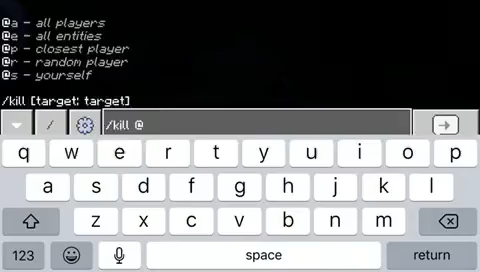 @a – all players
@e – all entities
@p – closest player
@r – random player
@s – yourself
/kill [target: target]
/ /kill @
q w e r t y u i o p
a s d f g h j k l
z x c v b n m
123 space return